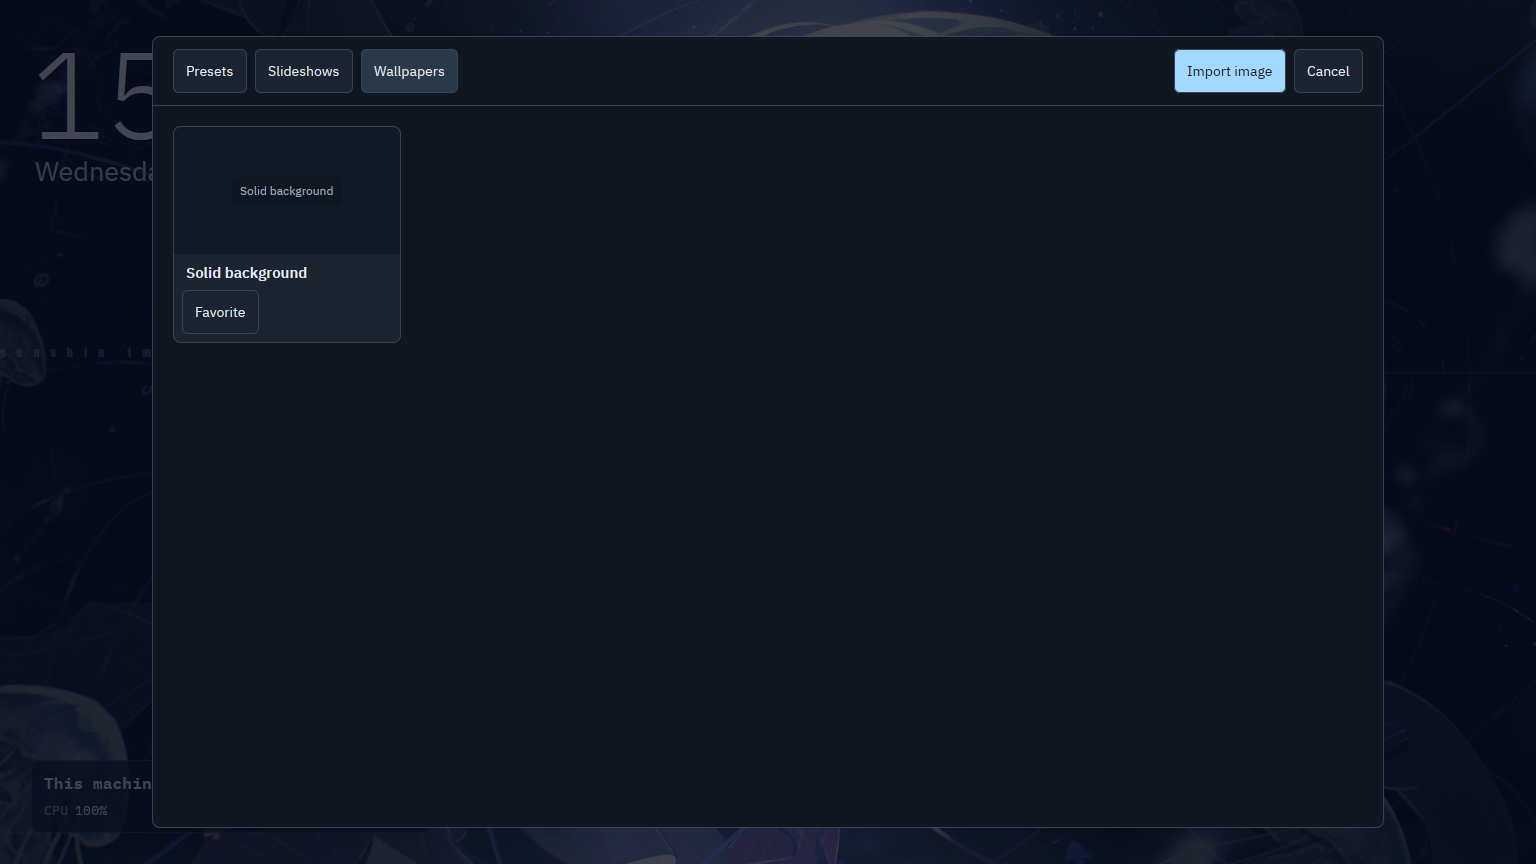 Presets
Slideshows
Wallpapers
Import image
Cancel
15
Wednesda
Solid background
Solid background
Favorite
This machin
CPU 100%